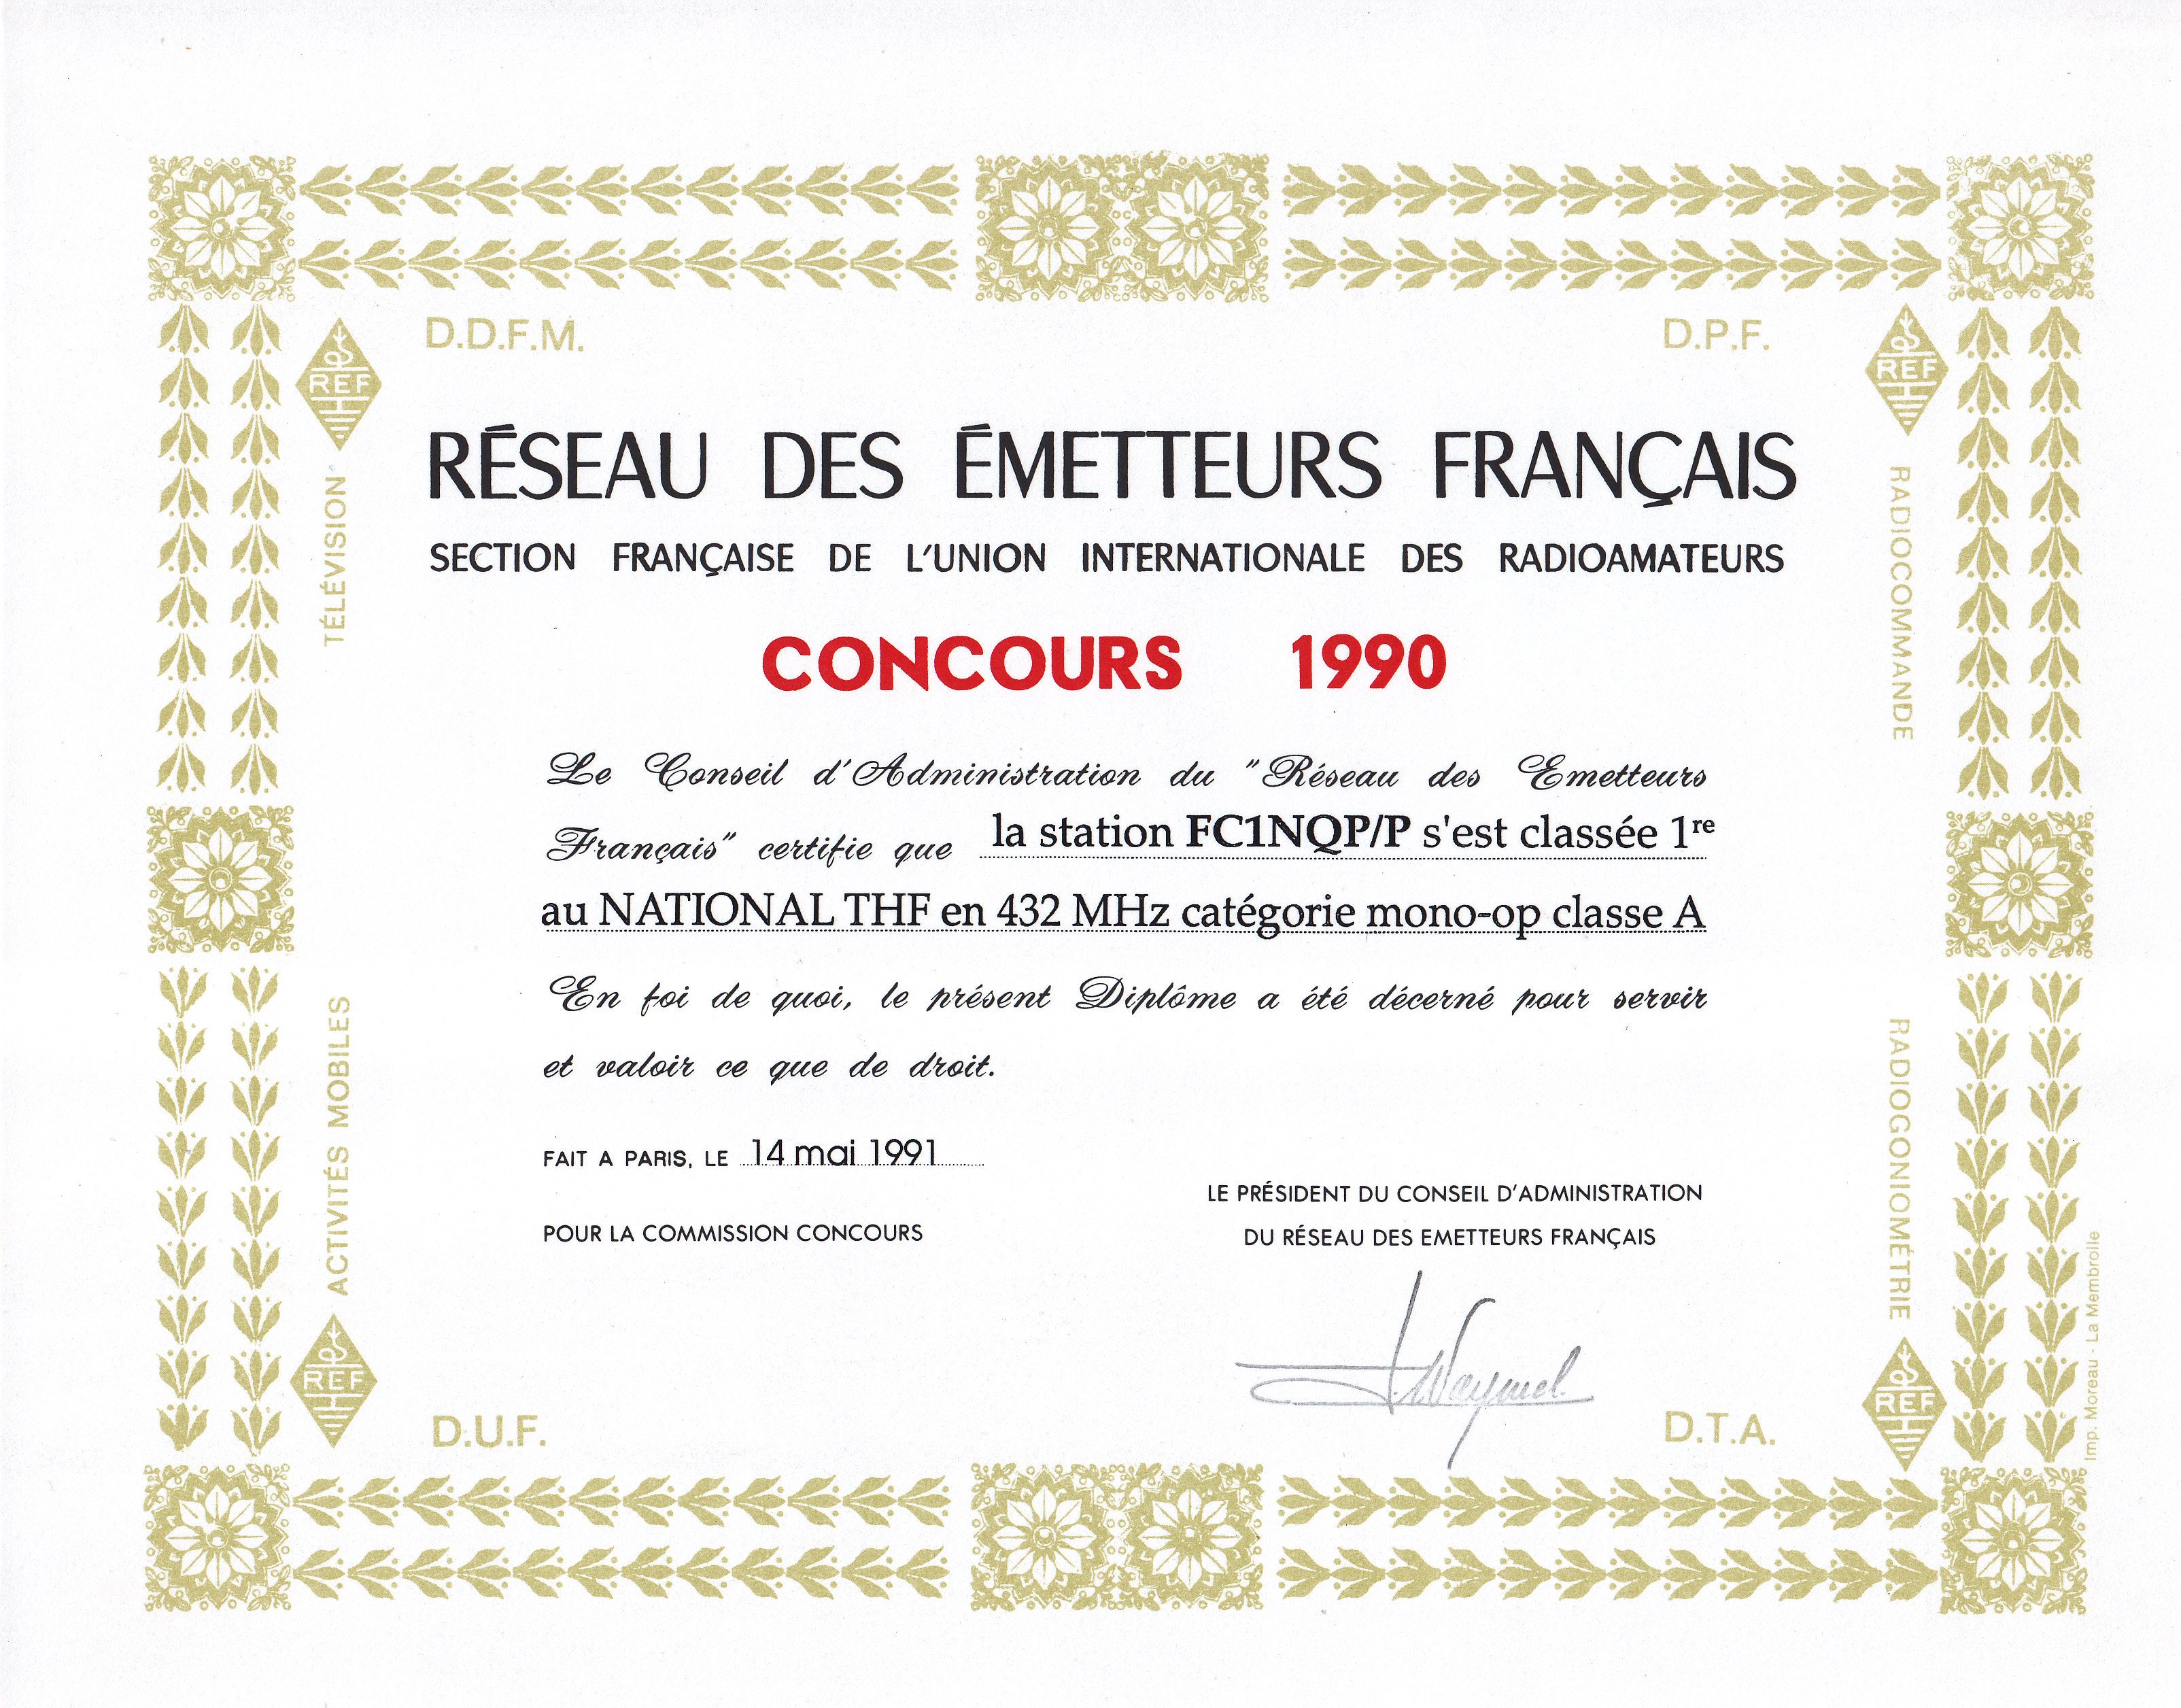 D.D.F.M.
D.P.F.
REF
REF
RÉSEAU DES ÉMETTEURS FRANÇAIS
SECTION FRANÇAISE DE L'UNION INTERNATIONALE DES RADIOAMATEURS
TÉLÉVISION
RADIOCOMMANDE
CONCOURS 1990
Le Conseil d'Administration du "Réseau des Emetteurs
Français" certifie que la station FC1NQP/P s'est classée 1re
au NATIONAL THF en 432 MHz catégorie mono-op classe A
En foi de quoi, le présent Diplôme a été décerné pour servir
et valoir ce que de droit.
ACTIVITÉS MOBILES
RADIOGONIOMÉTRIE
FAIT A PARIS, LE 14 mai 1991
LE PRÉSIDENT DU CONSEIL D'ADMINISTRATION
POUR LA COMMISSION CONCOURS
DU RÉSEAU DES EMETTEURS FRANÇAIS
REF
REF
D.U.F.
D.T.A.
Imp. Moreau - La Membrolle